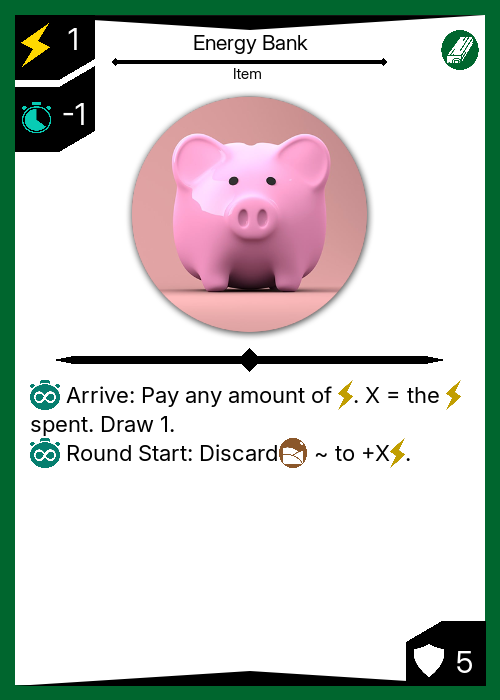 1
Energy Bank
Item
-1
Arrive: Pay any amount of . X = the
spent. Draw 1.
Round Start: Discard ~ to +X.
5